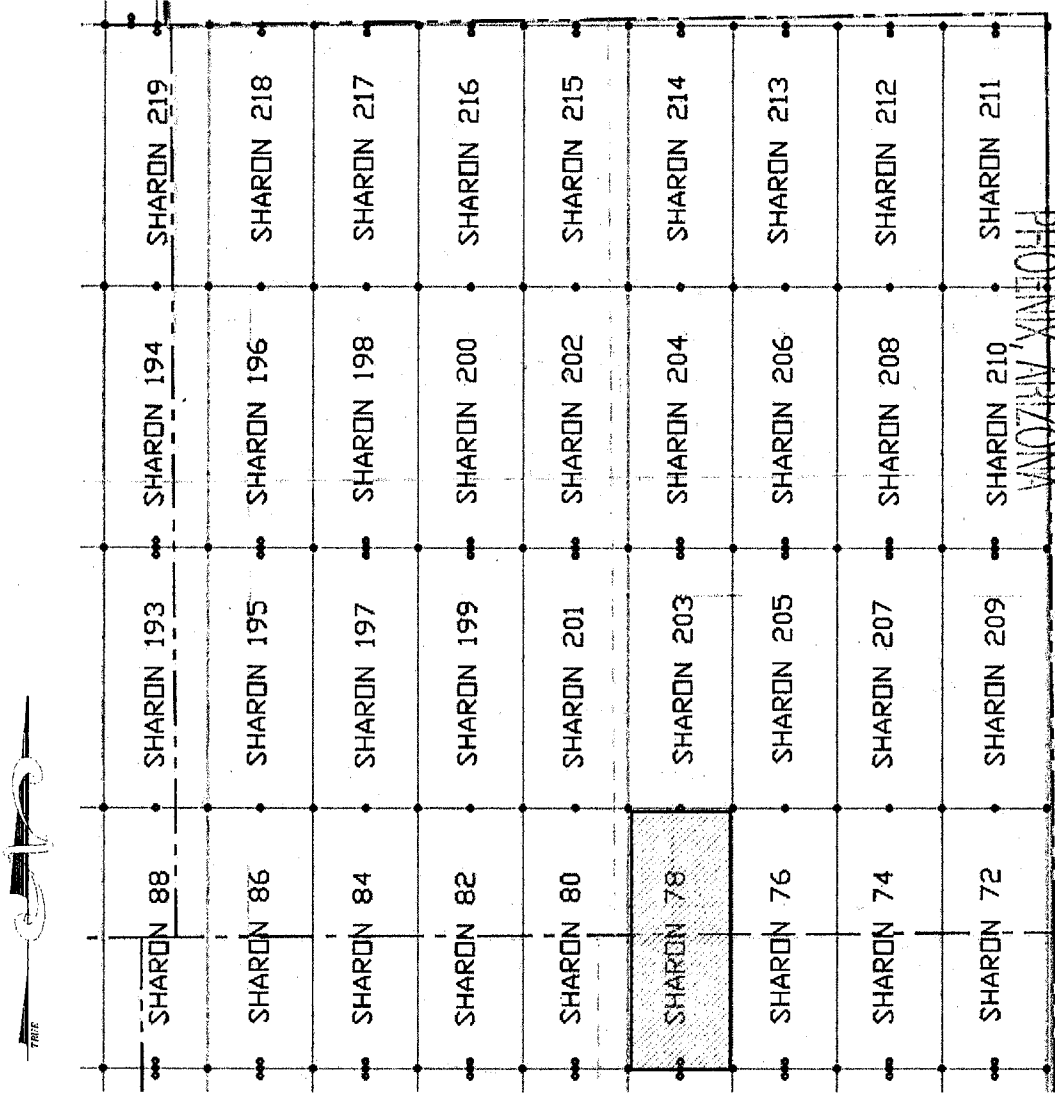 SHARON 219
SHARON 218
SHARON 217
SHARON 216
SHARON 215
SHARON 214
SHARON 213
SHARON 212
SHARON 211
SHARON 194
SHARON 196
SHARON 198
SHARON 200
SHARON 202
SHARON 204
SHARON 206
SHARON 208
SHARON 210
PHOENIX, ARIZONA
SHARON 193
SHARON 195
SHARON 197
SHARON 199
SHARON 201
SHARON 203
SHARON 205
SHARON 207
SHARON 209
SHARON 88
SHARON 86
SHARON 84
SHARON 82
SHARON 80
SHARON 78
SHARON 76
SHARON 74
SHARON 72
TRUE